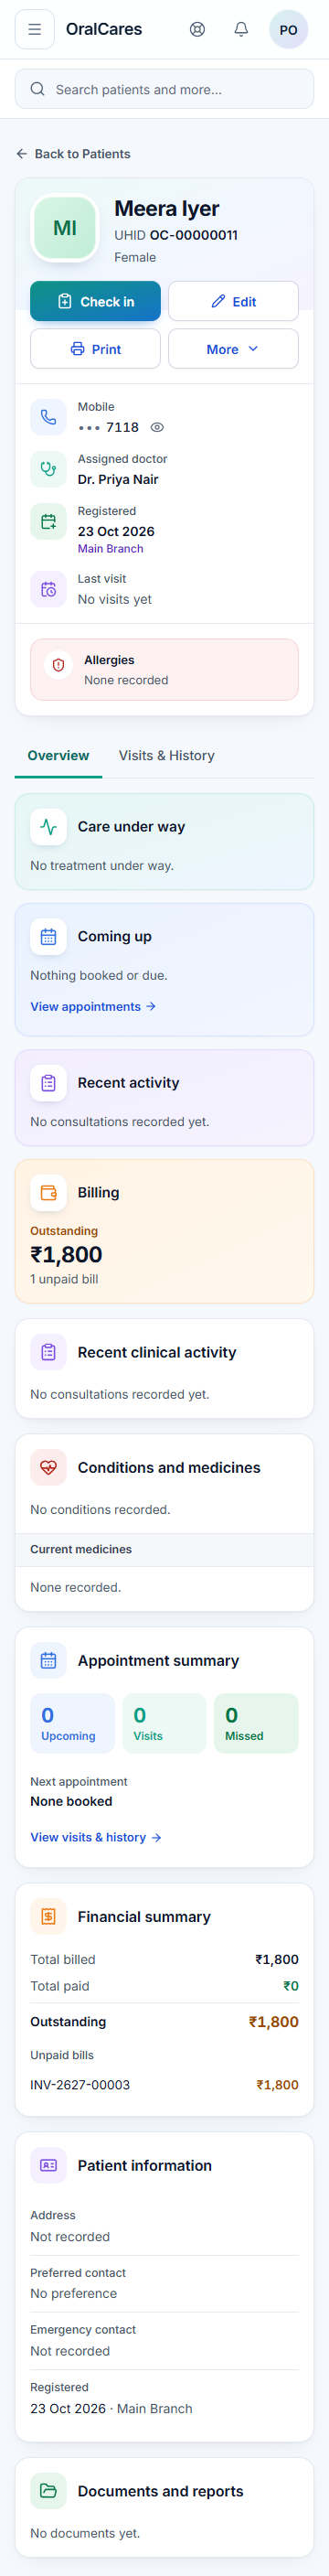 OralCares
PO
Search patients and more...
Back to Patients
MI
Meera Iyer
UHID OC-00000011
Female
Check in
Edit
Print
More
Mobile
••• 7118
Assigned doctor
Dr. Priya Nair
Registered
23 Oct 2026
Main Branch
Last visit
No visits yet
Allergies
None recorded
Overview
Visits & History
Care under way
No treatment under way.
Coming up
Nothing booked or due.
View appointments →
Recent activity
No consultations recorded yet.
Billing
Outstanding
₹1,800
1 unpaid bill
Recent clinical activity
No consultations recorded yet.
Conditions and medicines
No conditions recorded.
Current medicines
None recorded.
Appointment summary
0 0 0
Upcoming Visits Missed
Next appointment
None booked
View visits & history →
Financial summary
Total billed ₹1,800
Total paid ₹0
Outstanding ₹1,800
Unpaid bills
INV-2627-00003 ₹1,800
Patient information
Address
Not recorded
Preferred contact
No preference
Emergency contact
Not recorded
Registered
23 Oct 2026 · Main Branch
Documents and reports
No documents yet.